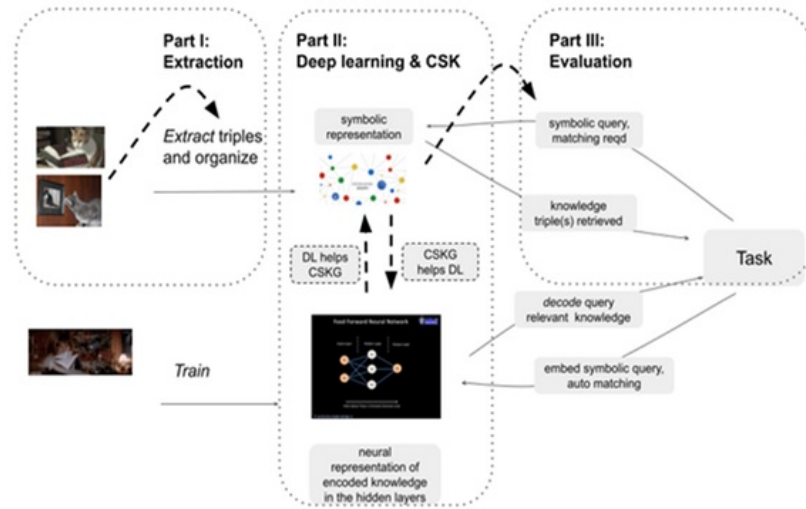 Part I:
Extraction
Extract triples
and organize
Part II:
Deep learning & CSK
symbolic
representation
DL helps
CSKG
CSKG
helps DL
Train
Feed Forward Neural Network
neural
representation of
encoded knowledge
in the hidden layers
Part III:
Evaluation
symbolic query,
matching reqd
knowledge
triple(s) retrieved
Task
decode query
relevant knowledge
embed symbolic query,
auto matching